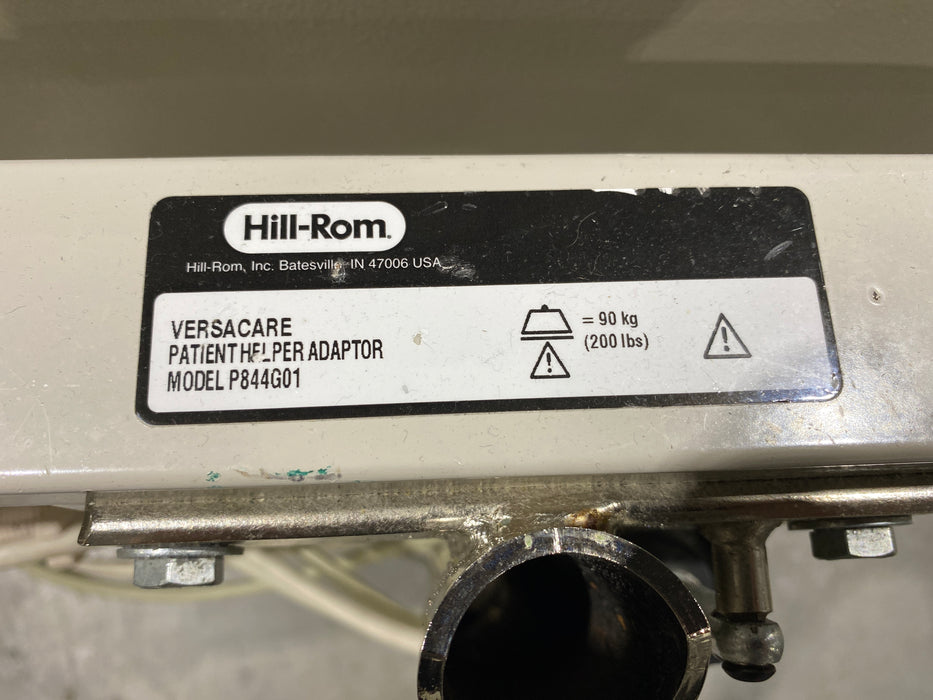 Hill-Rom.
Hill-Rom, Inc. Batesville, IN 47006 USA
VERSACARE
PATIENT HELPER ADAPTOR
MODEL P844G01
= 90 kg
(200 lbs)